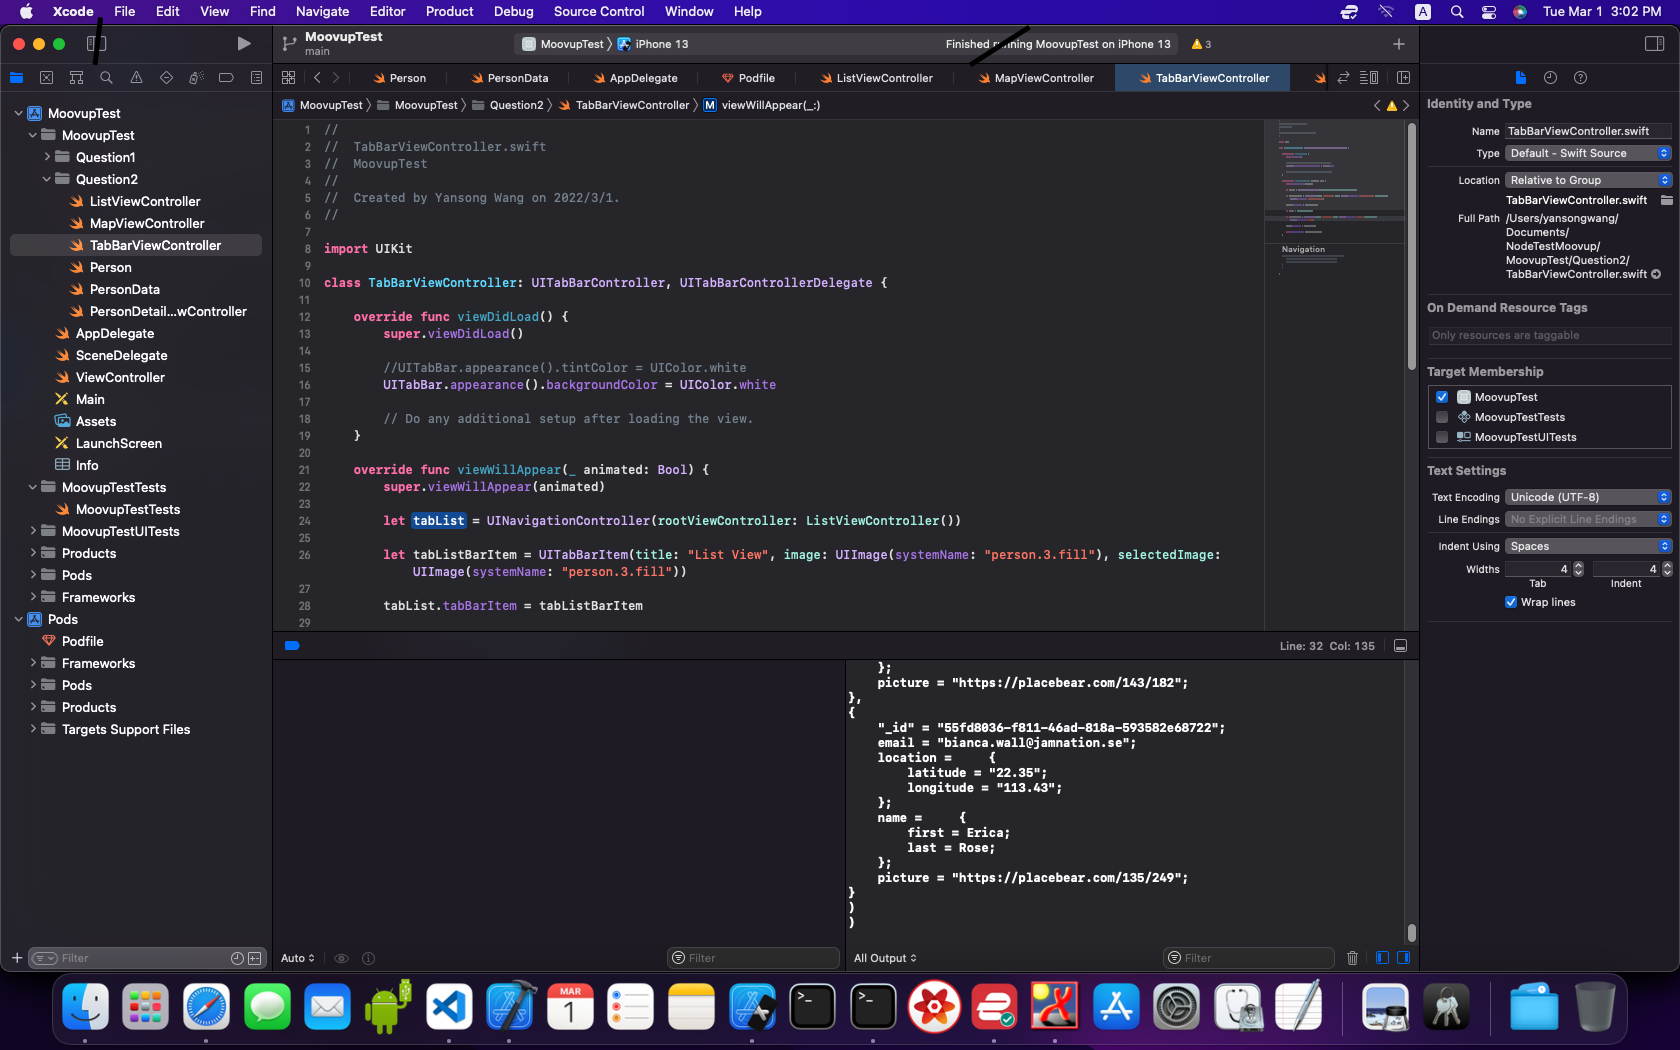 Xcode File Edit View Find Navigate Editor Product Debug Source Control Window Help A Tue Mar 1 3:02 PM
MoovupTest
main
MoovupTest iPhone 13 Finished running MoovupTest on iPhone 13 3
Person PersonData AppDelegate Podfile ListViewController MapViewController TabBarViewController
MoovupTest MoovupTest Question2 TabBarViewController M viewWillAppear(_:)
MoovupTest
MoovupTest
Question1
Question2
ListViewController
MapViewController
TabBarViewController
Person
PersonData
PersonDetail...wController
AppDelegate
SceneDelegate
ViewController
Main
Assets
LaunchScreen
Info
MoovupTestTests
MoovupTestTests
MoovupTestUITests
Products
Pods
Frameworks
Pods
Podfile
Frameworks
Pods
Products
Targets Support Files
Filter
1 //
2 //  TabBarViewController.swift
3 //  MoovupTest
4 //
5 //  Created by Yansong Wang on 2022/3/1.
6 //
7
8 import UIKit
9
10 class TabBarViewController: UITabBarController, UITabBarControllerDelegate {
11
12     override func viewDidLoad() {
13         super.viewDidLoad()
14
15         //UITabBar.appearance().tintColor = UIColor.white
16         UITabBar.appearance().backgroundColor = UIColor.white
17
18         // Do any additional setup after loading the view.
19     }
20
21     override func viewWillAppear(_ animated: Bool) {
22         super.viewWillAppear(animated)
23
24         let tabList = UINavigationController(rootViewController: ListViewController())
25
26         let tabListBarItem = UITabBarItem(title: "List View", image: UIImage(systemName: "person.3.fill"), selectedImage:
UIImage(systemName: "person.3.fill"))
27
28         tabList.tabBarItem = tabListBarItem
29
Navigation
Line: 32 Col: 135
};
picture = "https://placebear.com/143/182";
},
{
"_id" = "55fd8036-f811-46ad-818a-593582e68722";
email = "bianca.wall@jamnation.se";
location =     {
latitude = "22.35";
longitude = "113.43";
};
name =     {
first = Erica;
last = Rose;
};
picture = "https://placebear.com/135/249";
}
)
)
Auto Filter All Output Filter
Identity and Type
Name TabBarViewController.swift
Type Default - Swift Source
Location Relative to Group
TabBarViewController.swift
Full Path /Users/yansongwang/
Documents/
NodeTestMoovup/
MoovupTest/Question2/
TabBarViewController.swift
On Demand Resource Tags
Only resources are taggable
Target Membership
MoovupTest
MoovupTestTests
MoovupTestUITests
Text Settings
Text Encoding Unicode (UTF-8)
Line Endings No Explicit Line Endings
Indent Using Spaces
Widths 4 4
Tab Indent
Wrap lines
MAR
1